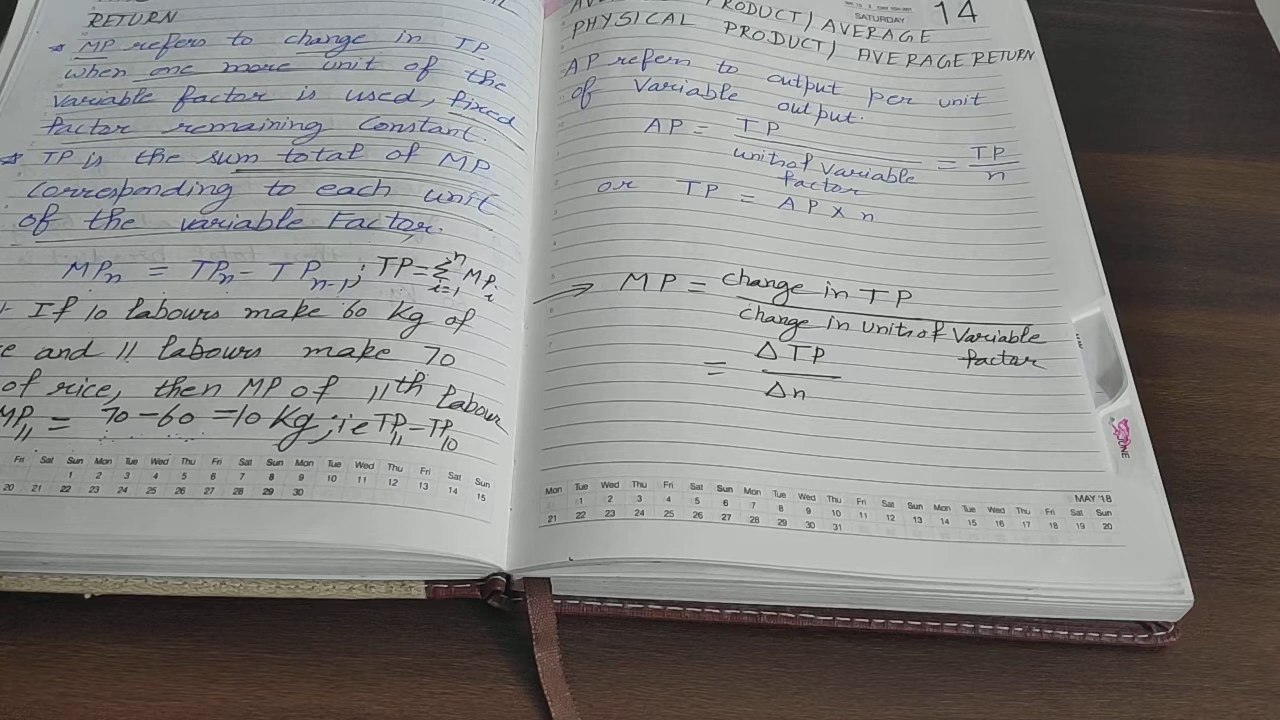 RETURN
* MP refers to change in TP
when one more unit of the
variable factor is used, fixed
factor remaining constant.
* TP is the sum total of MP
corresponding to each unit
of the variable Factor.
MPn = TPn - TPn-1; TP = Σ i=1 n MPi
If 10 labours make 60 kg of
and 11 labours make 70
of rice, then MP of 11th labour
MP11 = 70-60 = 10 Kg; ie TP11 - TP10
Fri Sat Sun Mon Tue Wed Thu Fri Sat Sun Mon Tue Wed Thu Fri Sat Sun
1 2 3 4 5 6 7 8 9 10 11 12 13 14 15
20 21 22 23 24 25 26 27 28 29 30
SATURDAY 14
PRODUCT / AVERAGE
PHYSICAL PRODUCT / AVERAGE RETURN
AP refers to output per unit
of variable output.
AP = TP / units of variable factor = TP / n
or TP = AP x n
→ MP = change in TP / change in units of variable factor
= ΔTP / Δn
MAY '18
Mon Tue Wed Thu Fri Sat Sun Mon Tue Wed Thu Fri Sat Sun Mon Tue Wed Thu Fri Sat Sun
1 2 3 4 5 6 7 8 9 10 11 12 13 14 15 16 17 18 19 20
21 22 23 24 25 26 27 28 29 30 31
JUNE